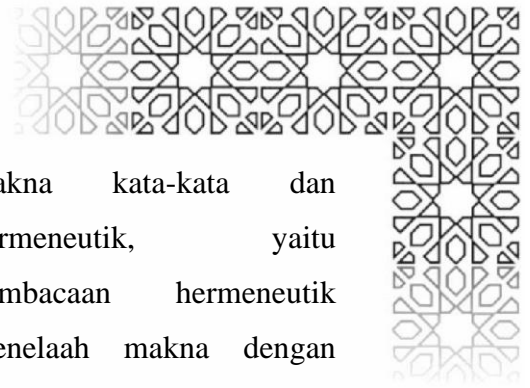 akna kata-kata dan
rmeneutik, yaitu
mbacaan hermeneutik
enelaah makna dengan